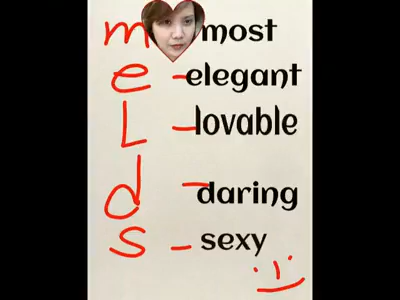 m most
e - elegant
L - lovable
d - daring
s - sexy